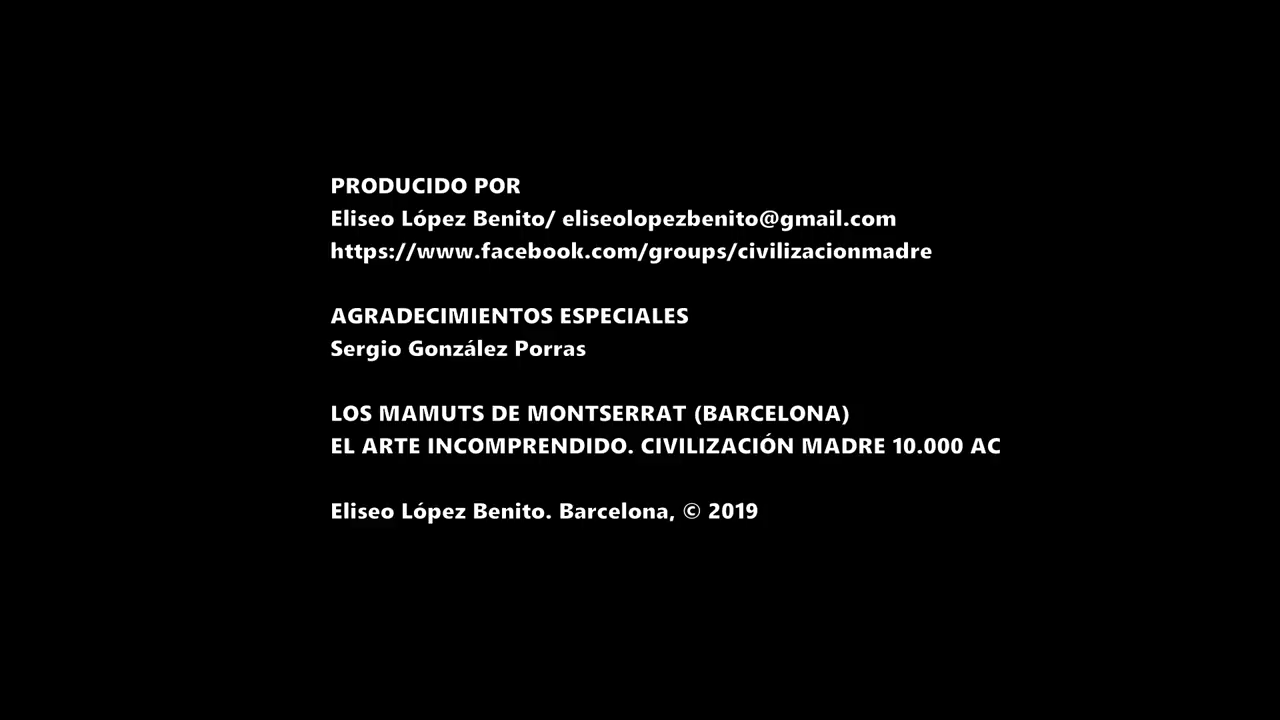 PRODUCIDO POR
Eliseo López Benito/ eliseolopezbenito@gmail.com
https://www.facebook.com/groups/civilizacionmadre
AGRADECIMIENTOS ESPECIALES
Sergio González Porras
LOS MAMUTS DE MONTSERRAT (BARCELONA)
EL ARTE INCOMPRENDIDO. CIVILIZACIÓN MADRE 10.000 AC
Eliseo López Benito. Barcelona, © 2019